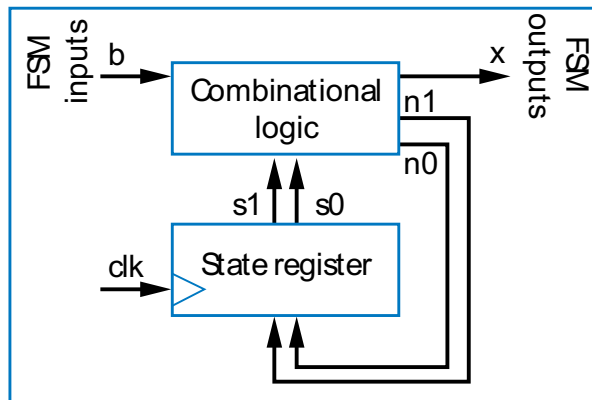 FSM
inputs
b
Combinational
logic
x
FSM
outputs
n1
n0
s1
s0
clk
State register